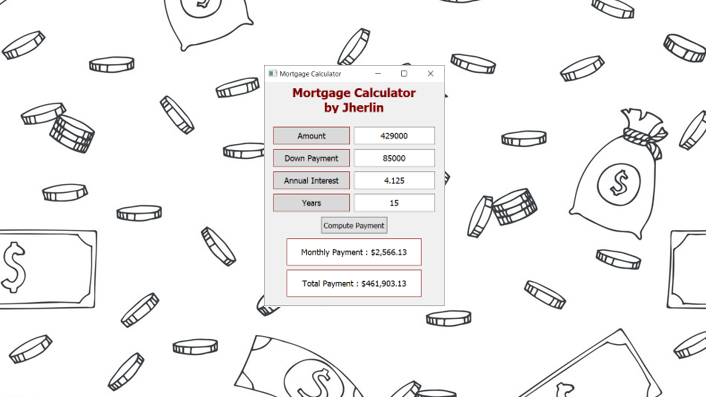 Mortgage Calculator
Mortgage Calculator
by Jherlin
Amount 429000
Down Payment 85000
Annual Interest 4.125
Years 15
Compute Payment
Monthly Payment : $2,566.13
Total Payment : $461,903.13
$
$
$
$